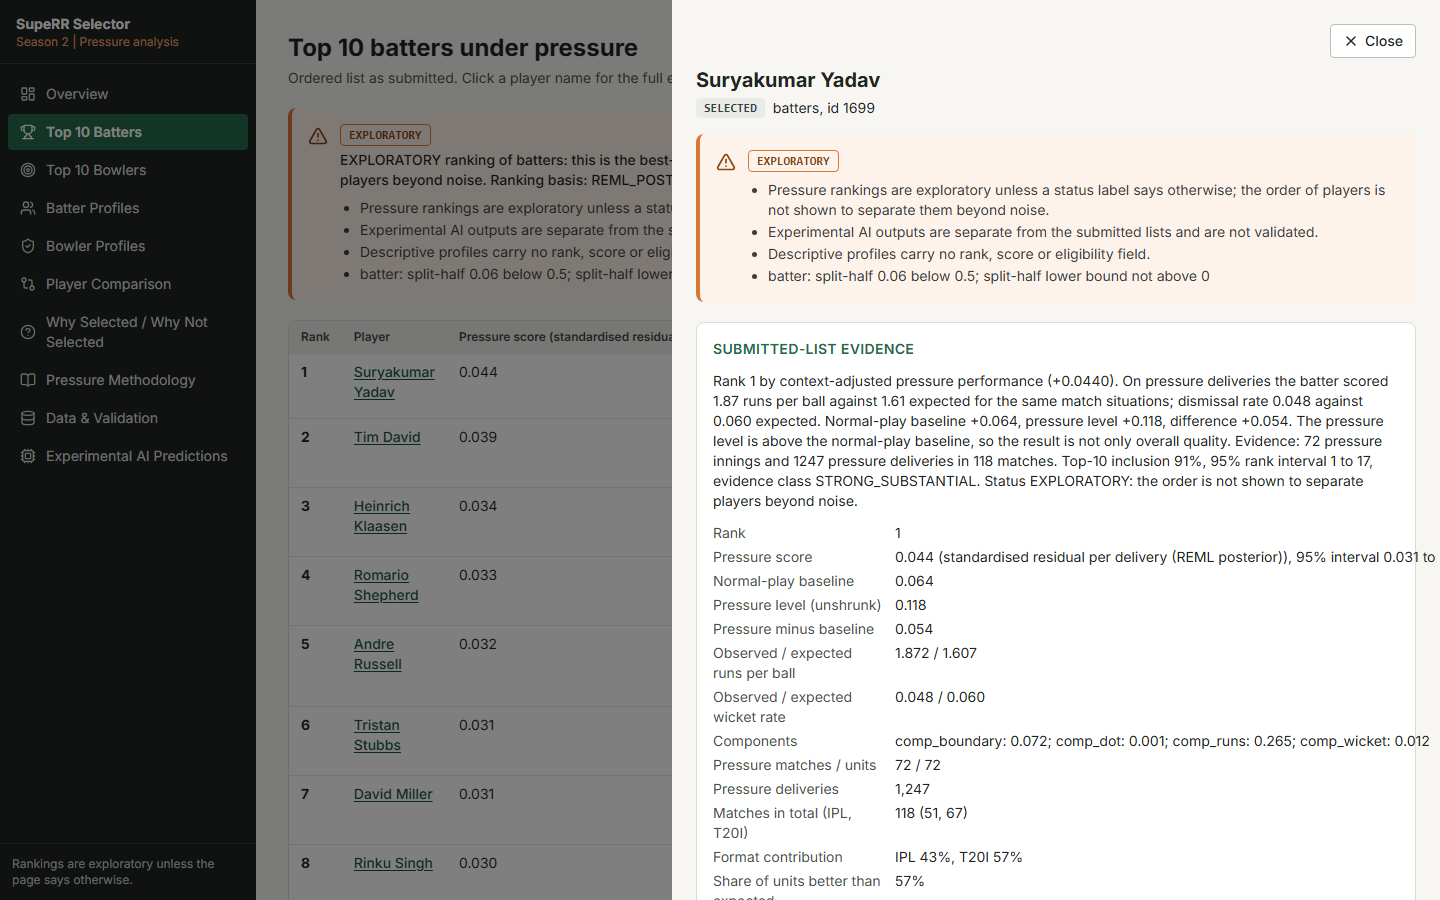 SupeRR Selector
Season 2 | Pressure analysis
Overview
Top 10 Batters
Top 10 Bowlers
Batter Profiles
Bowler Profiles
Player Comparison
Why Selected / Why Not
Selected
Pressure Methodology
Data & Validation
Experimental AI Predictions
Rankings are exploratory unless the
page says otherwise.
Top 10 batters under pressure
Ordered list as submitted. Click a player name for the full e
EXPLORATORY
EXPLORATORY ranking of batters: this is the best-
players beyond noise. Ranking basis: REML_POST
Pressure rankings are exploratory unless a statu
Experimental AI outputs are separate from the s
Descriptive profiles carry no rank, score or elig
batter: split-half 0.06 below 0.5; split-half lower
Rank Player Pressure score (standardised residua
1 Suryakumar 0.044
Yadav
2 Tim David 0.039
3 Heinrich 0.034
Klaasen
4 Romario 0.033
Shepherd
5 Andre 0.032
Russell
6 Tristan 0.031
Stubbs
7 David Miller 0.031
8 Rinku Singh 0.030
Close
Suryakumar Yadav
SELECTED batters, id 1699
EXPLORATORY
Pressure rankings are exploratory unless a status label says otherwise; the order of players is
not shown to separate them beyond noise.
Experimental AI outputs are separate from the submitted lists and are not validated.
Descriptive profiles carry no rank, score or eligibility field.
batter: split-half 0.06 below 0.5; split-half lower bound not above 0
SUBMITTED-LIST EVIDENCE
Rank 1 by context-adjusted pressure performance (+0.0440). On pressure deliveries the batter scored
1.87 runs per ball against 1.61 expected for the same match situations; dismissal rate 0.048 against
0.060 expected. Normal-play baseline +0.064, pressure level +0.118, difference +0.054. The pressure
level is above the normal-play baseline, so the result is not only overall quality. Evidence: 72 pressure
innings and 1247 pressure deliveries in 118 matches. Top-10 inclusion 91%, 95% rank interval 1 to 17,
evidence class STRONG_SUBSTANTIAL. Status EXPLORATORY: the order is not shown to separate
players beyond noise.
Rank 1
Pressure score 0.044 (standardised residual per delivery (REML posterior)), 95% interval 0.031 to
Normal-play baseline 0.064
Pressure level (unshrunk) 0.118
Pressure minus baseline 0.054
Observed / expected 1.872 / 1.607
runs per ball
Observed / expected 0.048 / 0.060
wicket rate
Components comp_boundary: 0.072; comp_dot: 0.001; comp_runs: 0.265; comp_wicket: 0.012
Pressure matches / units 72 / 72
Pressure deliveries 1,247
Matches in total (IPL, 118 (51, 67)
T20I)
Format contribution IPL 43%, T20I 57%
Share of units better than 57%
expected